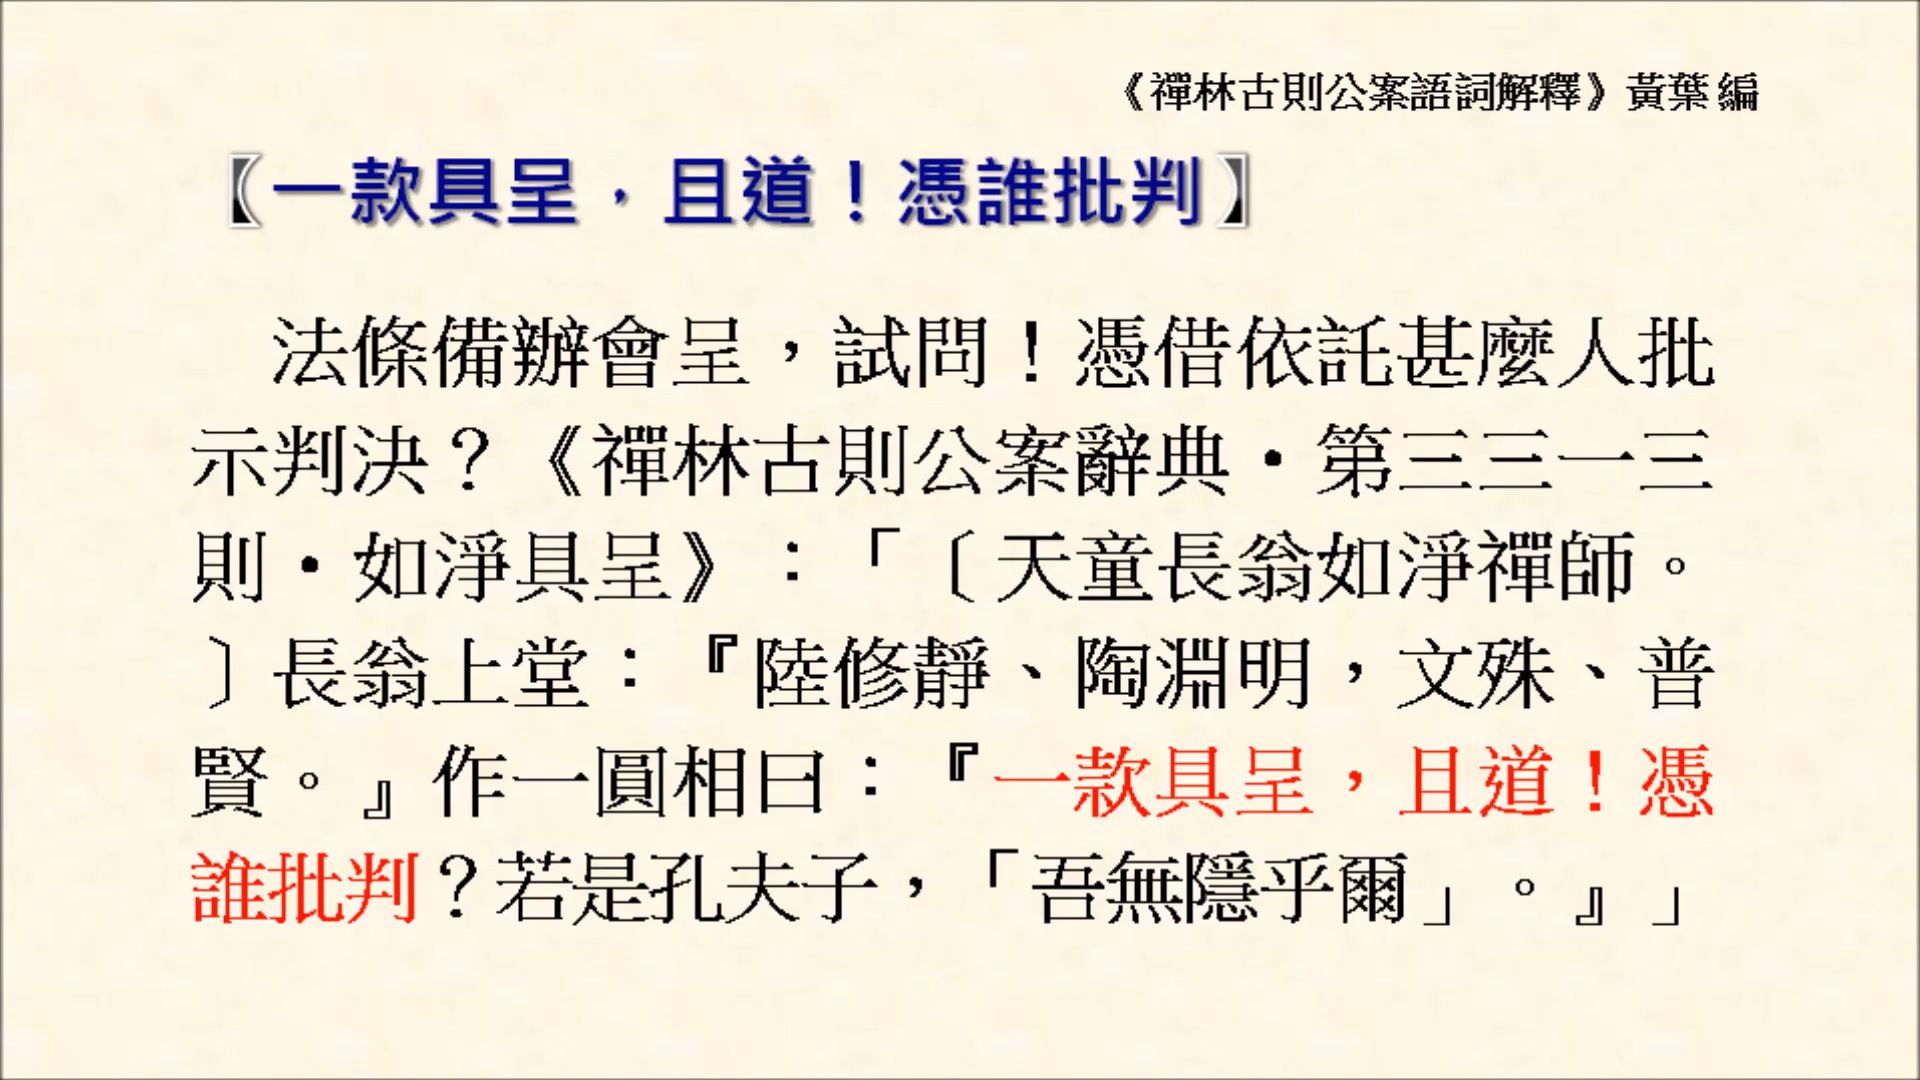 《禪林古則公案語詞解釋》黃葉編
〖一款具呈，且道！憑誰批判〗
法條備辦會呈，試問！憑借依託甚麼人批
示判決？《禪林古則公案辭典•第三三一三
則•如淨具呈》：「〔天童長翁如淨禪師。
〕長翁上堂：『陸修靜、陶淵明，文殊、普
賢。』作一圓相曰：『一款具呈，且道！憑
誰批判？若是孔夫子，「吾無隱乎爾」。』」